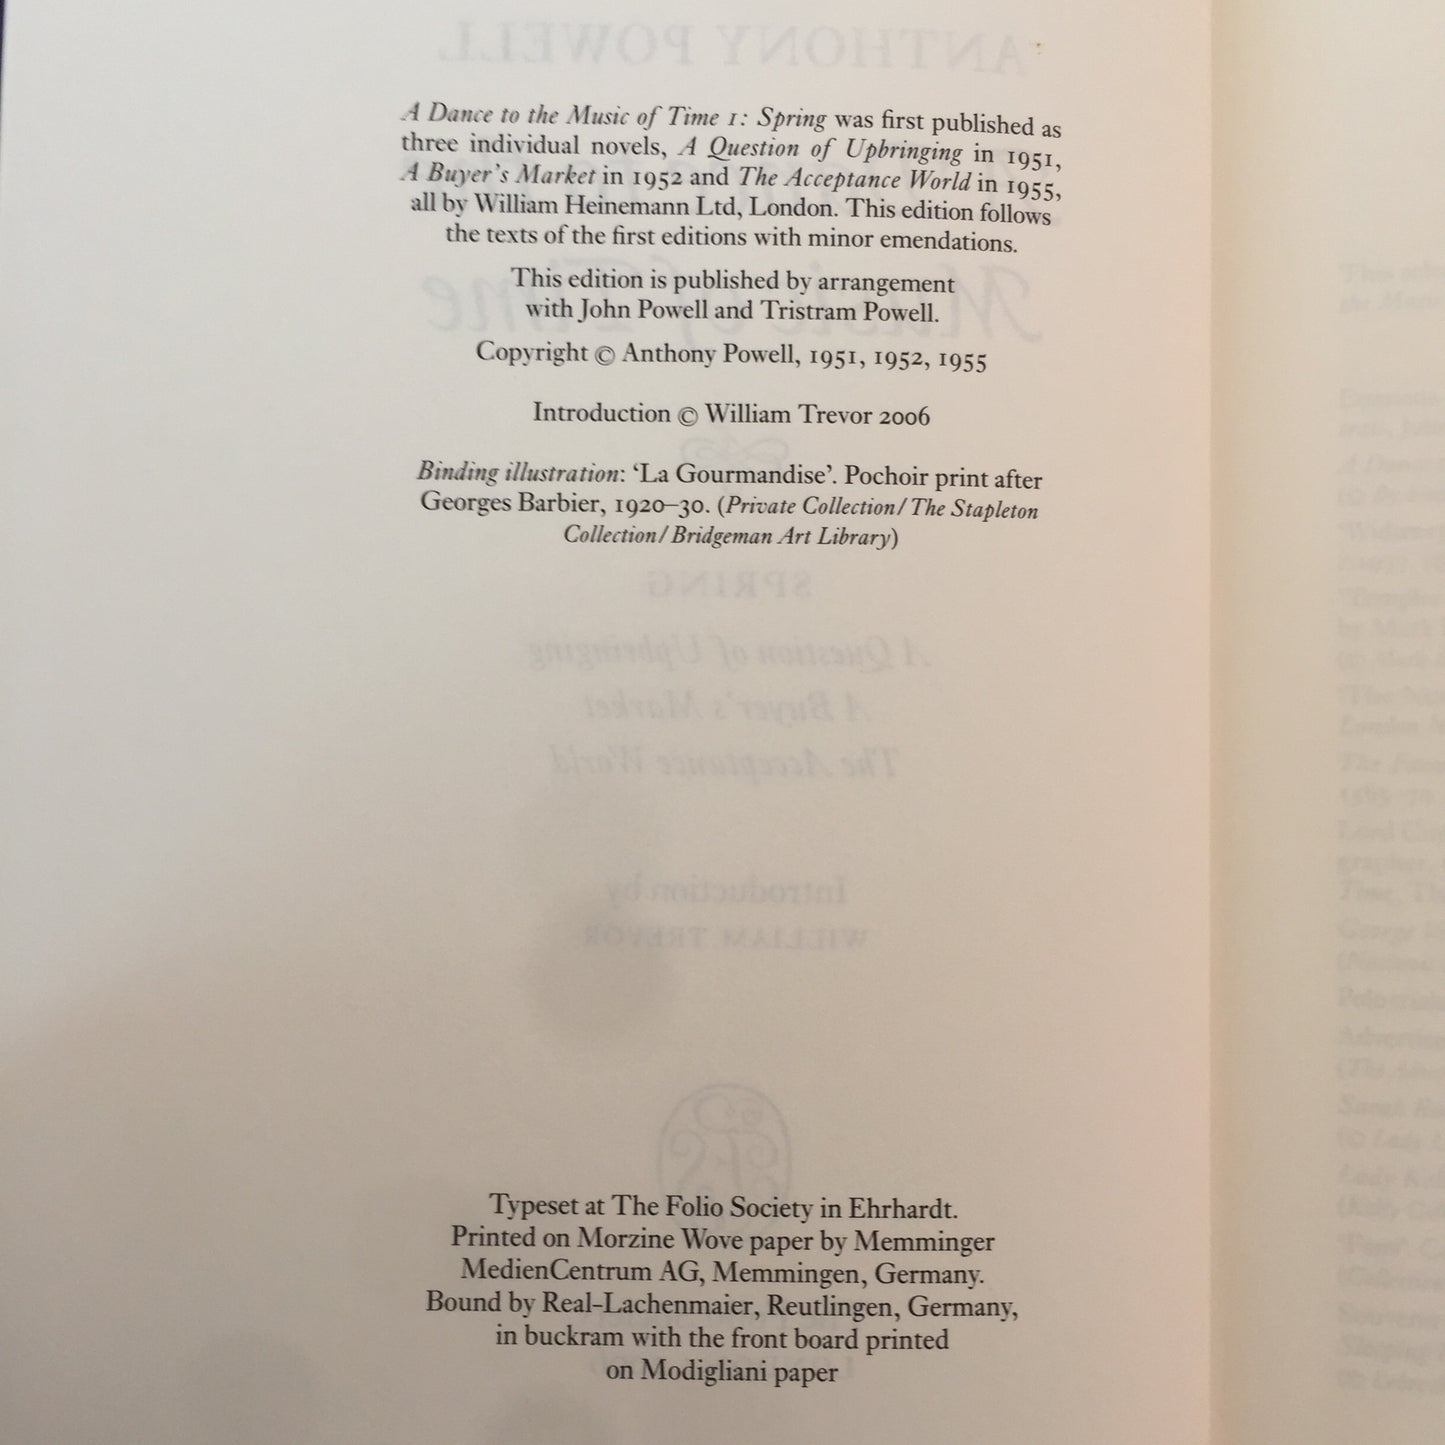 A Dance to the Music of Time 1: Spring was first published as
three individual novels, A Question of Upbringing in 1951,
A Buyer's Market in 1952 and The Acceptance World in 1955,
all by William Heinemann Ltd, London. This edition follows
the texts of the first editions with minor emendations.
This edition is published by arrangement
with John Powell and Tristram Powell.
Copyright © Anthony Powell, 1951, 1952, 1955
Introduction © William Trevor 2006
Binding illustration: ‘La Gourmandise’. Pochoir print after
Georges Barbier, 1920–30. (Private Collection/The Stapleton
Collection/Bridgeman Art Library)
Typeset at The Folio Society in Ehrhardt.
Printed on Morzine Wove paper by Memminger
MedienCentrum AG, Memmingen, Germany.
Bound by Real-Lachenmaier, Reutlingen, Germany,
in buckram with the front board printed
on Modigliani paper